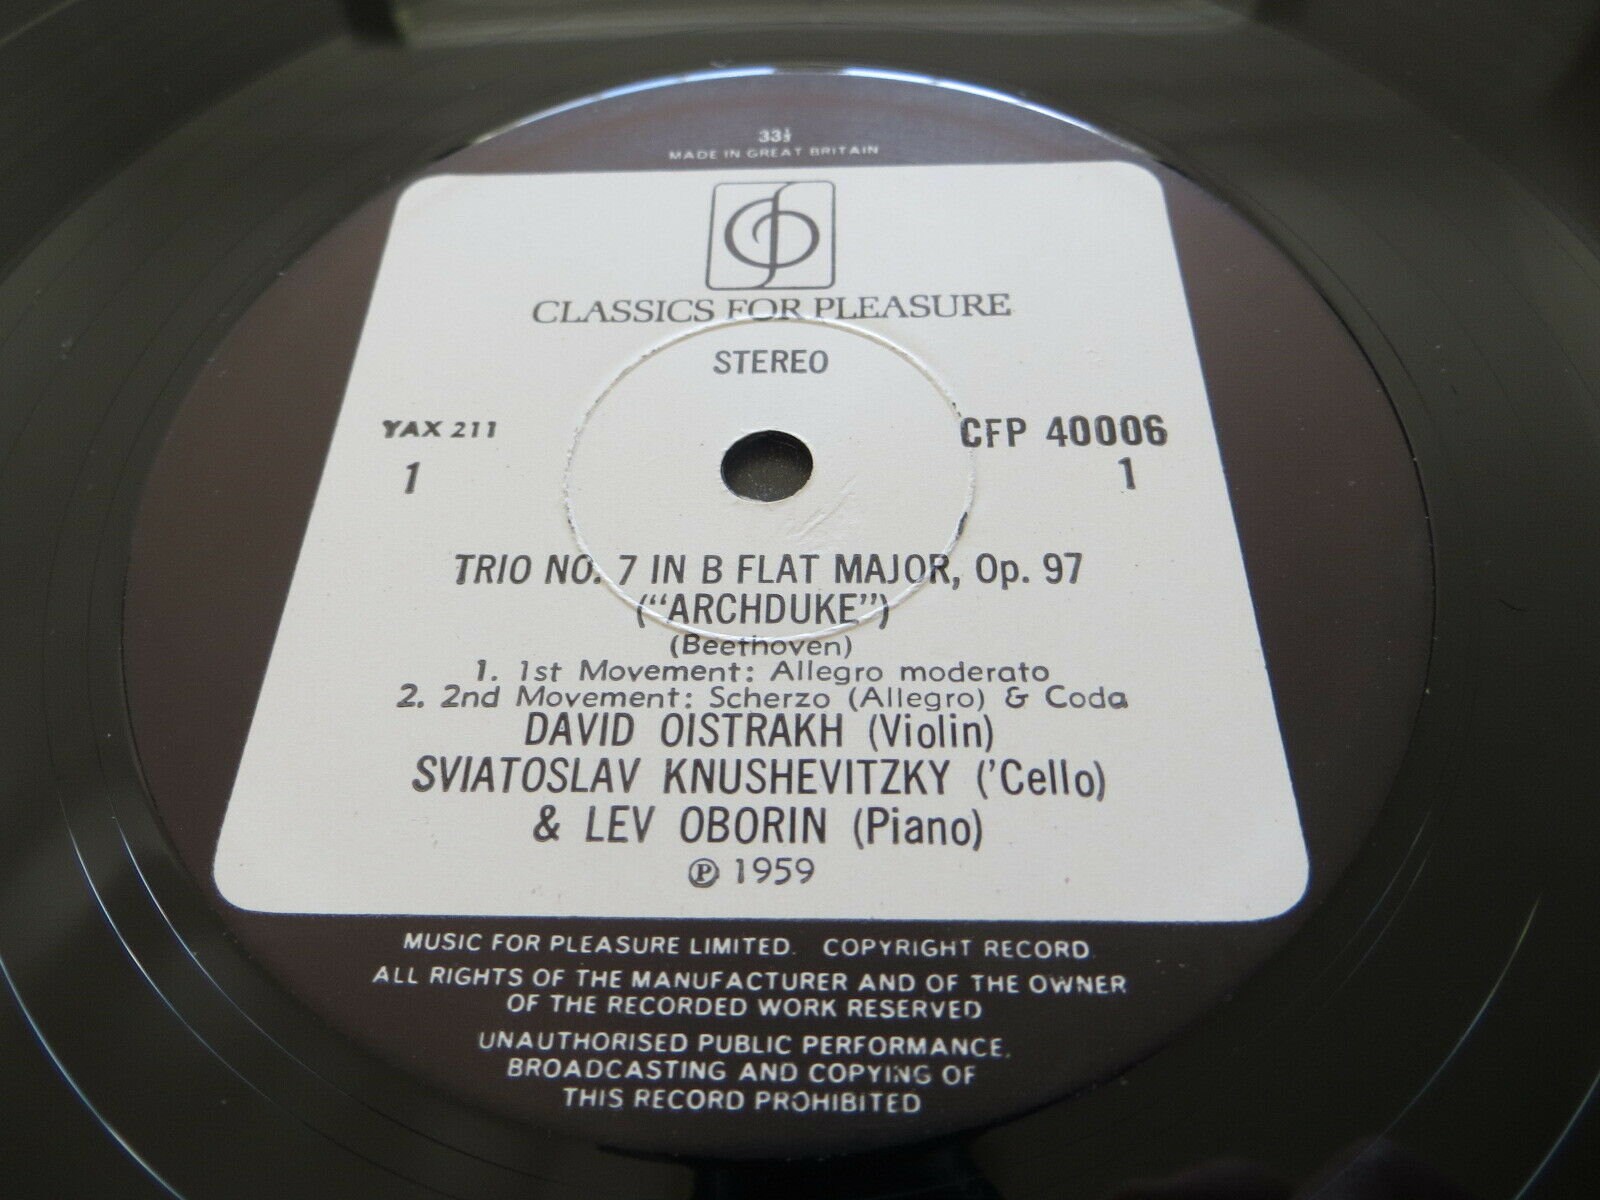 33⅓
MADE IN GREAT BRITAIN
CLASSICS FOR PLEASURE
STEREO
YAX 211 CFP 40006
1 1
TRIO NO. 7 IN B FLAT MAJOR, Op. 97
("ARCHDUKE")
(Beethoven)
1. 1st Movement: Allegro moderato
2. 2nd Movement: Scherzo (Allegro) & Coda
DAVID OISTRAKH (Violin)
SVIATOSLAV KNUSHEVITZKY ('Cello)
& LEV OBORIN (Piano)
℗ 1959
MUSIC FOR PLEASURE LIMITED. COPYRIGHT RECORD.
ALL RIGHTS OF THE MANUFACTURER AND OF THE OWNER
OF THE RECORDED WORK RESERVED
UNAUTHORISED PUBLIC PERFORMANCE,
BROADCASTING AND COPYING OF
THIS RECORD PROHIBITED